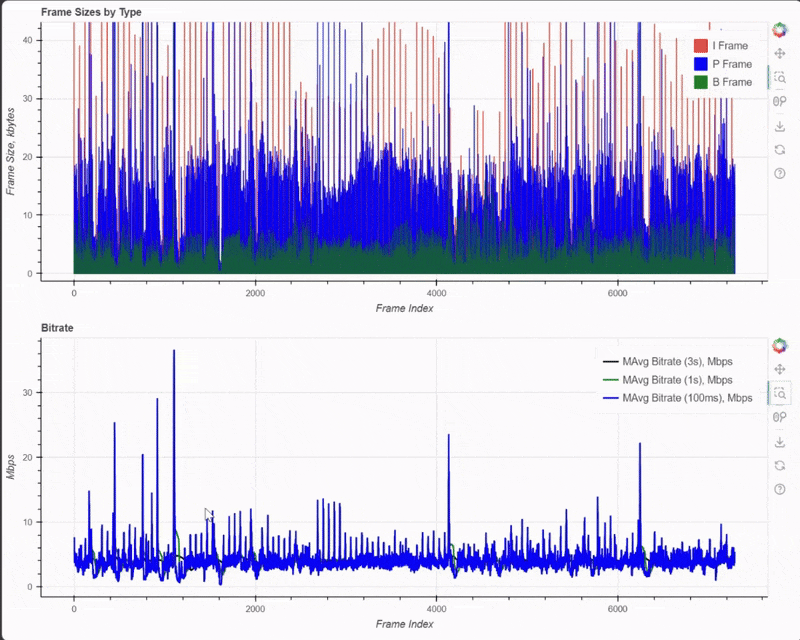 Frame Sizes by Type
I Frame
P Frame
B Frame
Frame Size, kbytes
40
30
20
10
0
0
2000
4000
6000
Frame Index
Bitrate
MAvg Bitrate (3s), Mbps
MAvg Bitrate (1s), Mbps
MAvg Bitrate (100ms), Mbps
Mbps
30
20
10
0
0
2000
4000
6000
Frame Index